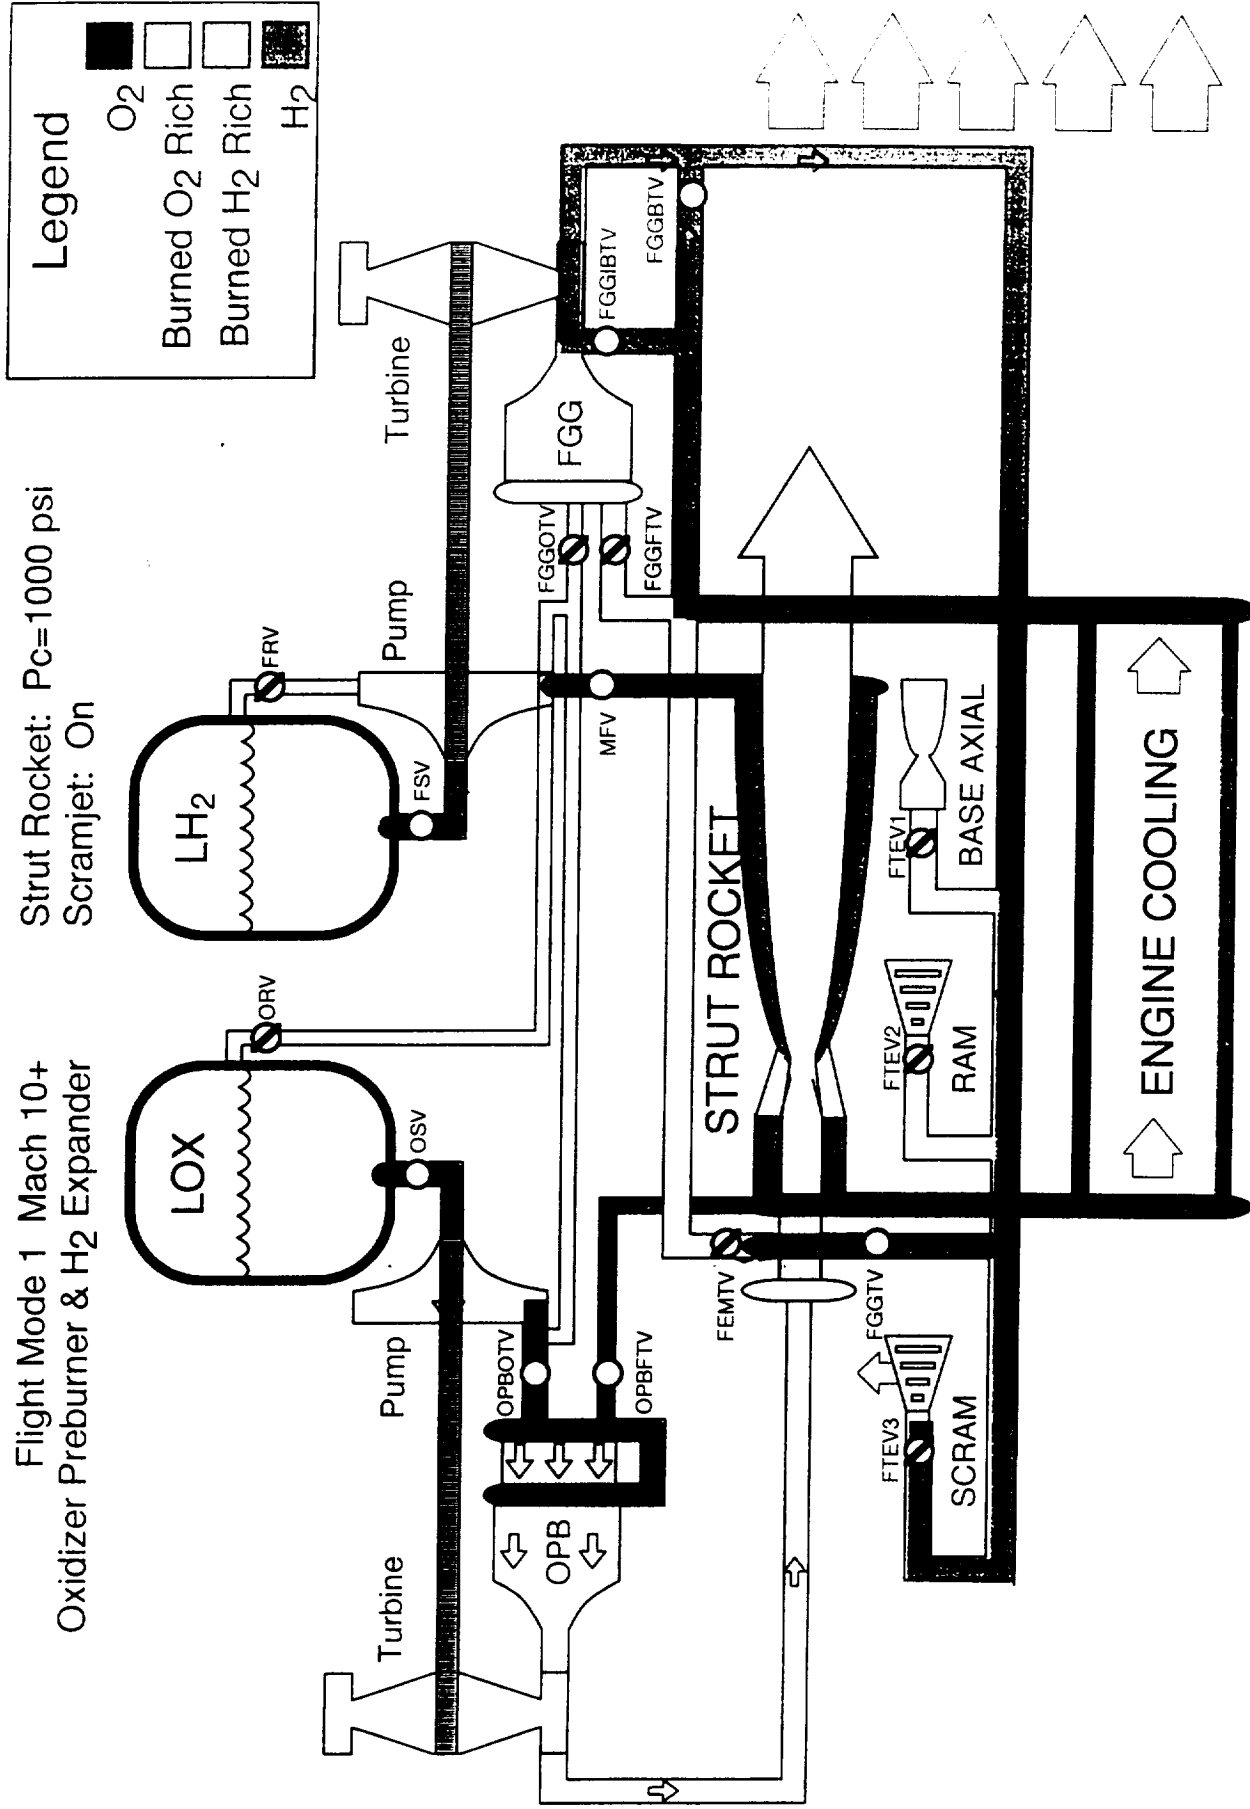 Flight Mode 1 Mach 10+
Oxidizer Preburner & H2 Expander
Strut Rocket: Pc=1000 psi
Scramjet: On
Legend
O2
Burned O2 Rich
Burned H2 Rich
H2
LOX
LH2
ORV
FRV
OSV
FSV
Turbine
Pump
Pump
Turbine
OPBOTV
OPBFTV
OPB
FGGOTV
FGGFTV
FGG
FGGIBTV
FGGBTV
MFV
STRUT ROCKET
FEMTV
FGGTV
FTEV3
SCRAM
FTEV2
RAM
FTEV1
BASE AXIAL
ENGINE COOLING